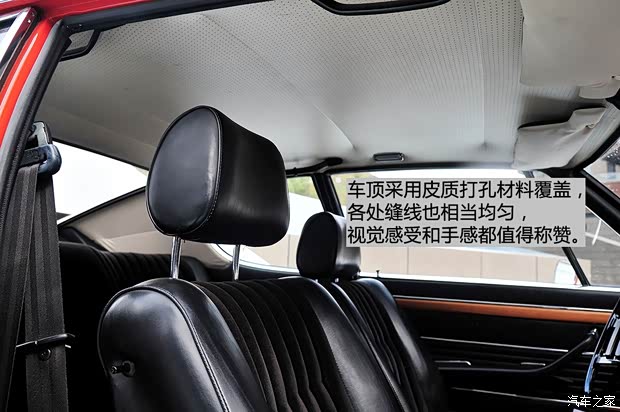 车顶采用皮质打孔材料覆盖，
各处缝线也相当均匀，
视觉感受和手感都值得称赞。
汽车之家